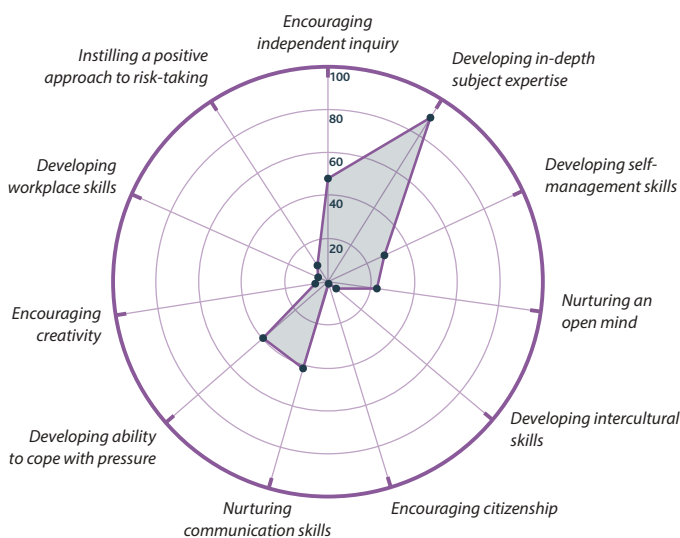 Encouraging
independent inquiry
Developing in-depth
subject expertise
Developing self-
management skills
Nurturing an
open mind
Developing intercultural
skills
Encouraging citizenship
Nurturing
communication skills
Developing ability
to cope with pressure
Encouraging
creativity
Developing
workplace skills
Instilling a positive
approach to risk-taking
100
80
60
40
20